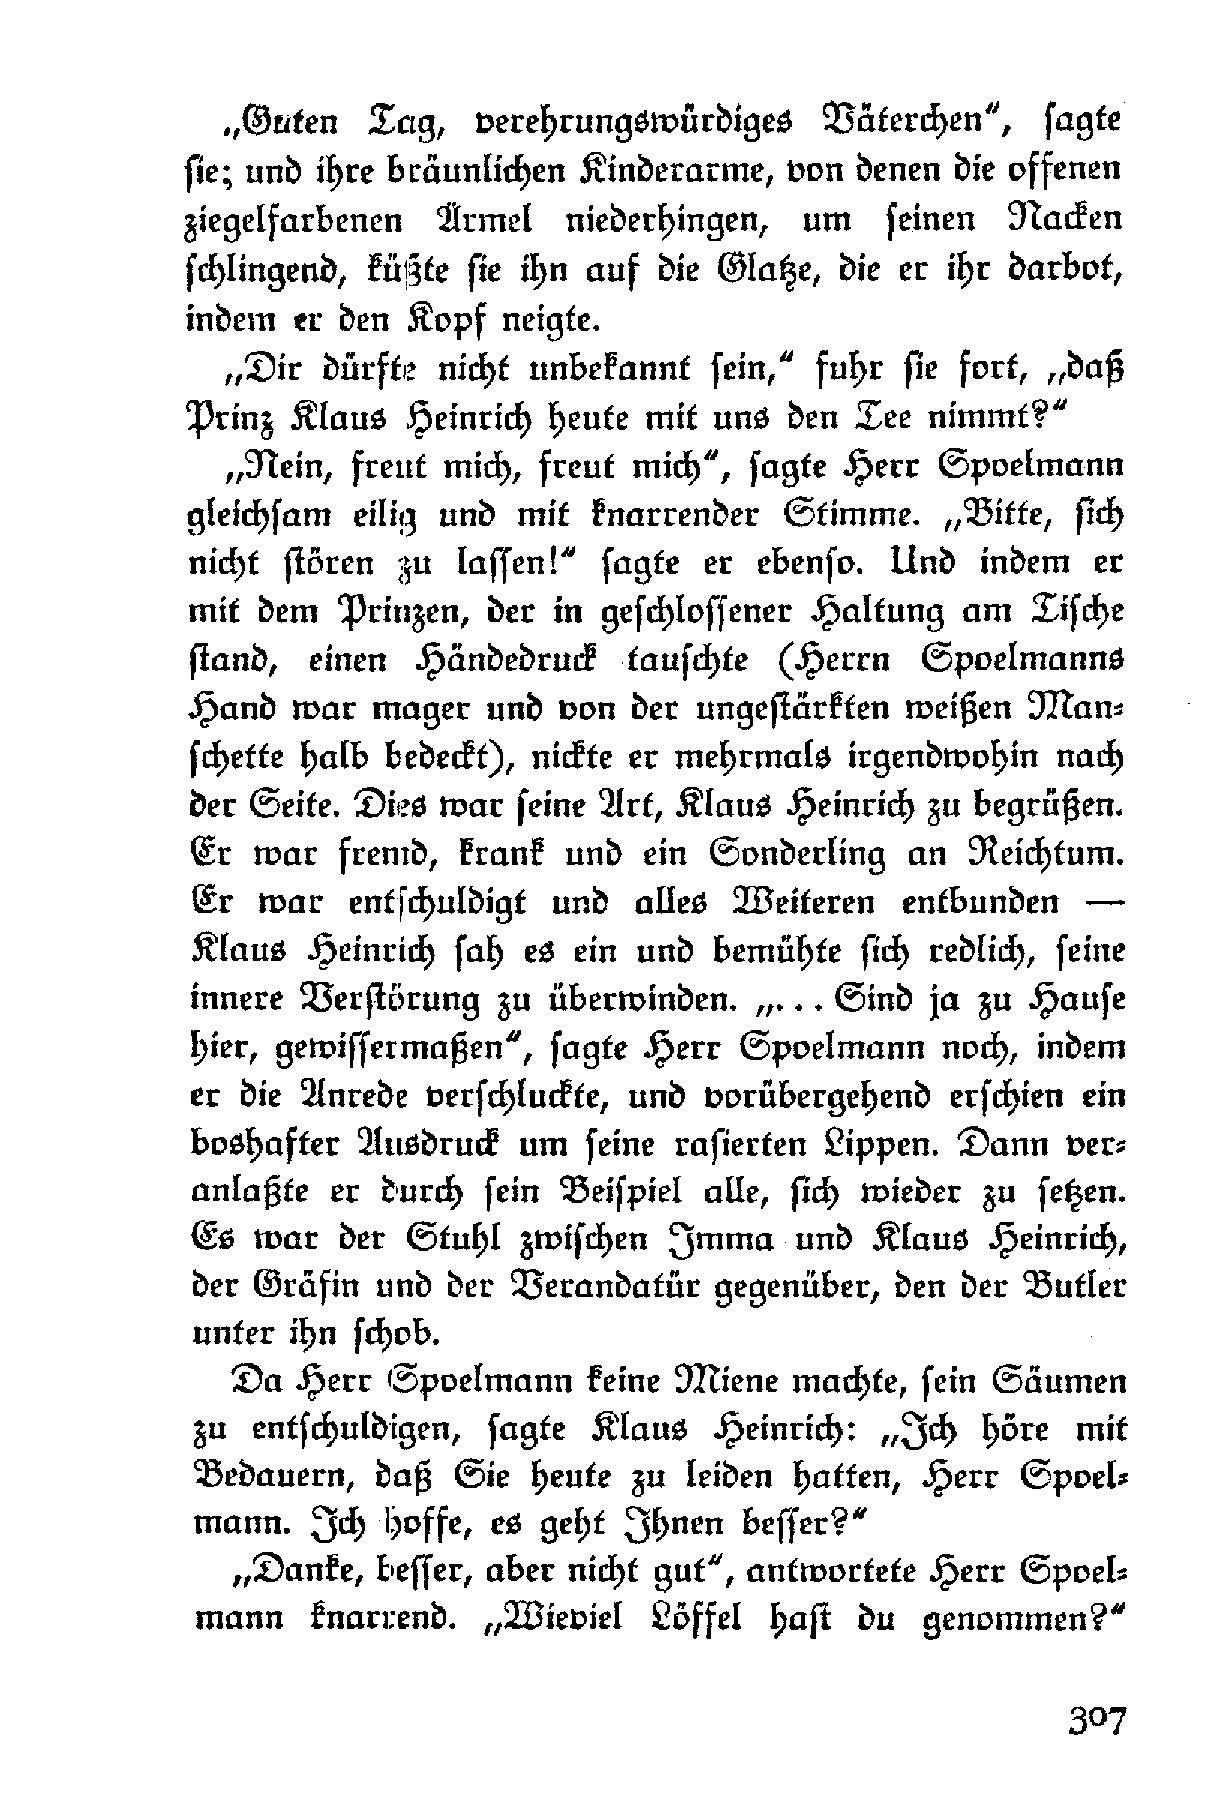 „Guten Tag, verehrungswürdiges Väterchen“, sagte
sie; und ihre bräunlichen Kinderarme, von denen die offenen
ziegelfarbenen Ärmel niederhingen, um seinen Nacken
schlingend, küßte sie ihn auf die Glatze, die er ihr darbot,
indem er den Kopf neigte.
„Dir dürfte nicht unbekannt sein,“ fuhr sie fort, „daß
Prinz Klaus Heinrich heute mit uns den Tee nimmt?“
„Nein, freut mich, freut mich“, sagte Herr Spoelmann
gleichsam eilig und mit knarrender Stimme. „Bitte, sich
nicht stören zu lassen!“ sagte er ebenso. Und indem er
mit dem Prinzen, der in geschlossener Haltung am Tische
stand, einen Händedruck tauschte (Herrn Spoelmanns
Hand war mager und von der ungestärkten weißen Man-
schette halb bedeckt), nickte er mehrmals irgendwohin nach
der Seite. Dies war seine Art, Klaus Heinrich zu begrüßen.
Er war fremd, krank und ein Sonderling an Reichtum.
Er war entschuldigt und alles Weiteren entbunden —
Klaus Heinrich sah es ein und bemühte sich redlich, seine
innere Verstörung zu überwinden. „... Sind ja zu Hause
hier, gewissermaßen“, sagte Herr Spoelmann noch, indem
er die Anrede verschluckte, und vorübergehend erschien ein
boshafter Ausdruck um seine rasierten Lippen. Dann ver-
anlaßte er durch sein Beispiel alle, sich wieder zu setzen.
Es war der Stuhl zwischen Imma und Klaus Heinrich,
der Gräfin und der Verandatür gegenüber, den der Butler
unter ihn schob.
Da Herr Spoelmann keine Miene machte, sein Säumen
zu entschuldigen, sagte Klaus Heinrich: „Ich höre mit
Bedauern, daß Sie heute zu leiden hatten, Herr Spoel-
mann. Ich hoffe, es geht Ihnen besser?“
„Danke, besser, aber nicht gut“, antwortete Herr Spoel-
mann knarrend. „Wieviel Löffel hast du genommen?“
307